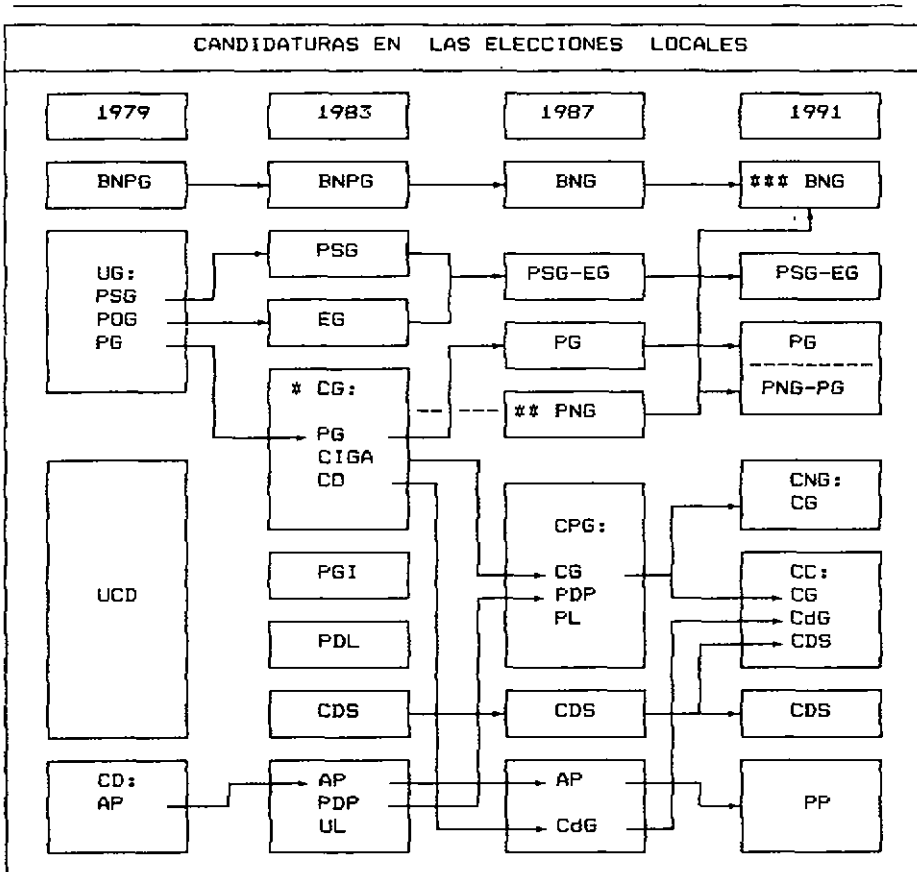 CANDIDATURAS EN LAS ELECCIONES LOCALES
1979 1983 1987 1991
BNPG BNPG BNG *** BNG
UG:
PSG
POG
PG
PSG
EG
PSG-EG PSG-EG
* CG:
PG
CIGA
CD
PG
** PNG
PG
PNG-PG
UCD
PGI
PDL
CDS
CPG:
CG
PDP
PL
CDS
CNG:
CG
CC:
CG
CdG
CDS
CDS
CD:
AP
AP
PDP
UL
AP
CdG
PP